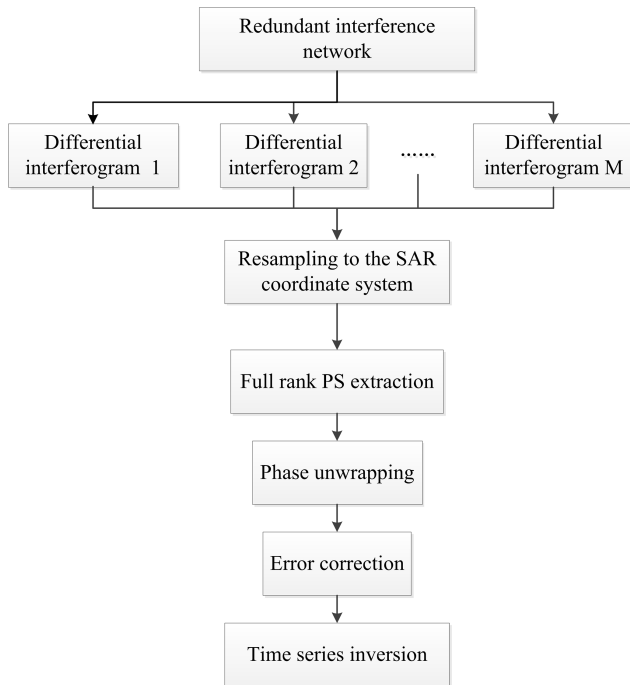 Redundant interference
network
Differential
interferogram 1
Differential
interferogram 2
......
Differential
interferogram M
Resampling to the SAR
coordinate system
Full rank PS extraction
Phase unwrapping
Error correction
Time series inversion